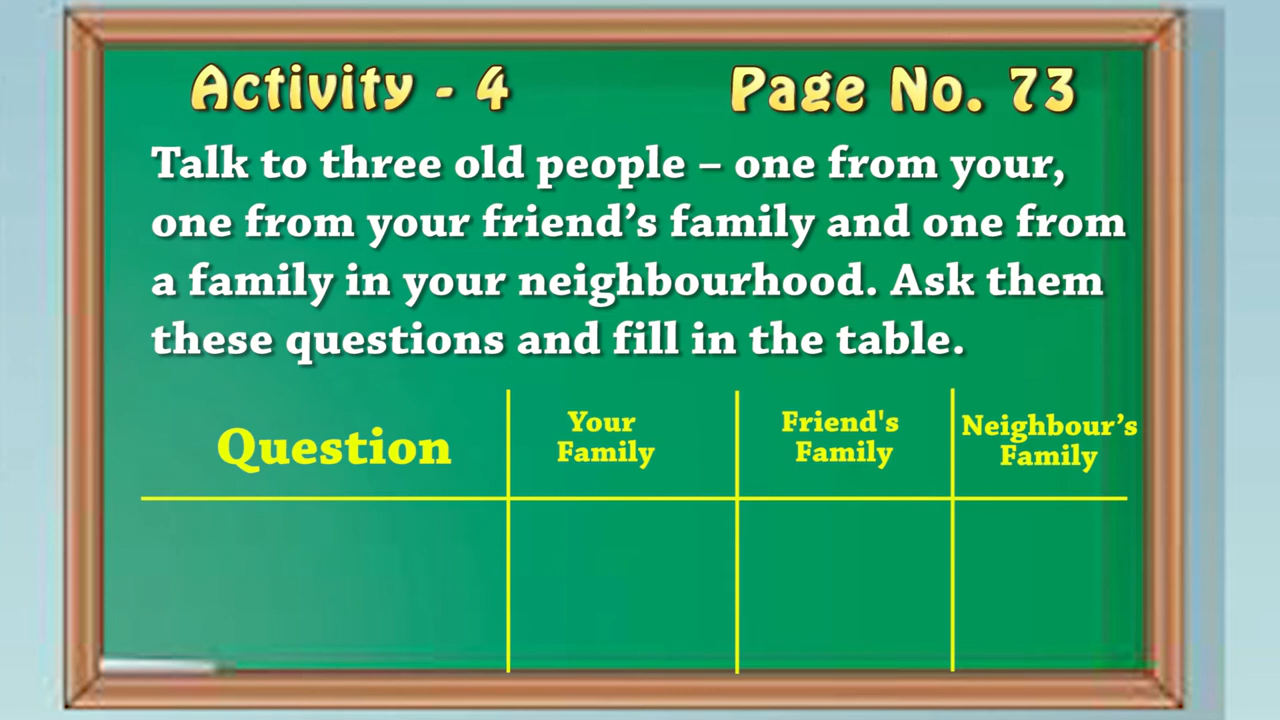 Activity - 4
Page No. 73
Talk to three old people – one from your,
one from your friend’s family and one from
a family in your neighbourhood. Ask them
these questions and fill in the table.
Question
Your
Family
Friend's
Family
Neighbour’s
Family